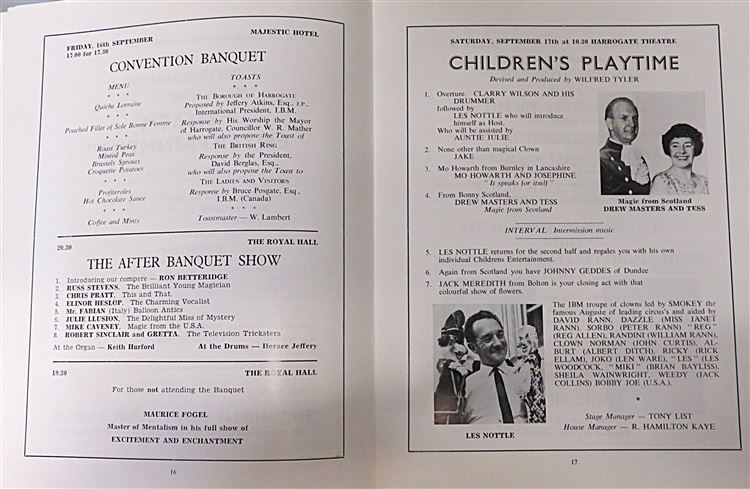 FRIDAY, 16th SEPTEMBER
17.00 for 17.30
MAJESTIC HOTEL
CONVENTION BANQUET
MENU
* * *
Quiche Lorraine
* * *
Pouched Fillet of Sole Bonne Femme
* * *
Roast Turkey
Minted Peas
Brussels Sprouts
Croquette Potatoes
* * *
Profiteroles
Hot Chocolate Sauce
* * *
Coffee and Mints
TOASTS
* * *
THE BOROUGH OF HARROGATE
Proposed by Jeffery Atkins, Esq., J.P.,
International President, I.B.M.
Response by His Worship the Mayor
of Harrogate, Councillor W. R. Mather
who will also propose the Toast of
THE BRITISH RING
Response by the President,
David Berglas, Esq.,
who will also propose the Toast to
THE LADIES AND VISITORS
Response by Bruce Posgate, Esq.,
I.B.M. (Canada)
* * *
Toastmaster — W. Lambert
20.30
THE ROYAL HALL
THE AFTER BANQUET SHOW
1. Introducing our compere — RON BETTERIDGE
2. RUSS STEVENS, The Brilliant Young Magician
3. CHRIS PRATT, This and That.
4. ELINOR HESLOP, The Charming Vocalist
5. Mr. FABIAN (Italy) Balloon Antics
6. JULIE LLUSION, The Delightful Miss of Mystery
7. MIKE CAVENEY, Magic from the U.S.A.
8. ROBERT SINCLAIR and GRETTA, The Television Tricksters
At the Organ — Keith Hurford At the Drums — Horace Jeffery
19.30
THE ROYAL HALL
For those not attending the Banquet
MAURICE FOGEL
Master of Mentalism in his full show of
EXCITEMENT AND ENCHANTMENT
16
SATURDAY, SEPTEMBER 17th at 10.30 HARROGATE THEATRE
CHILDREN'S PLAYTIME
Devised and Produced by WILFRED TYLER
1. Overture. CLARRY WILSON AND HIS
DRUMMER
followed by
LES NOTTLE who will introduce
himself as Host.
Who will be assisted by
AUNTIE JULIE
2. None other than magical Clown
JAKE
3. Mo Howarth from Burnley in Lancashire
MO HOWARTH AND JOSEPHINE
"It speaks for itself"
4. From Bonny Scotland,
DREW MASTERS AND TESS
Magic from Scotland
Magic from Scotland
DREW MASTERS AND TESS
INTERVAL Intermission music
5. LES NOTTLE returns for the second half and regales you with his own
individual Childrens Entertainment.
6. Again from Scotland you have JOHNNY GEDDES of Dundee
7. JACK MEREDITH from Bolton is your closing act with that
colourful show of flowers.
The IBM troupe of clowns led by SMOKEY the
famous Auguste of leading circus's and aided by
DAVID RANN, DAZZLE (MISS JANET
RANN). SORBO (PETER RANN) "REG"
(REG ALLEN), RANDINI (WILLIAM RANN),
CLOWN NORMAN (JOHN CURTIS), AL-
BURT (ALBERT DITCH), RICKY (RICK
ELLAM), JOKO (LEN WARE), "LES" (LES
WOODCOCK, "MIKI" (BRIAN BAYLISS),
SHEILA WAINWRIGHT, WEEDY (JACK
COLLINS) BOBBY JOE (U.S.A.).
*
Stage Manager — TONY LIST
House Manager — R. HAMILTON KAYE
LES NOTTLE
17